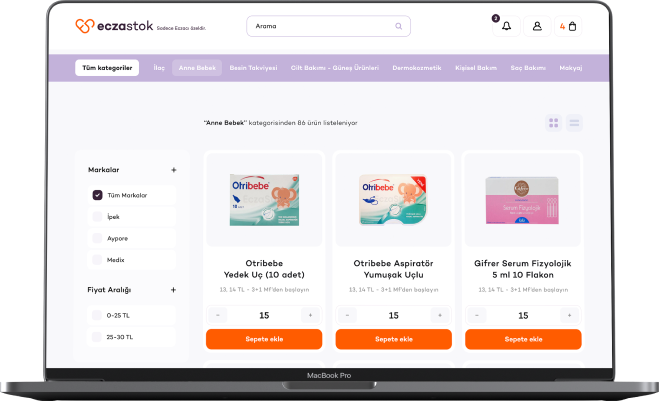 eczastok Sadece Eczacı özeldir.
Arama
2
4
Tüm kategoriler İlaç Anne Bebek Besin Takviyesi Cilt Bakımı - Güneş Ürünleri Dermokozmetik Kişisel Bakım Saç Bakımı Makyaj
"Anne Bebek" kategorisinden 86 ürün listeleniyor
Markalar +
Tüm Markalar
İpek
Aypore
Medix
Fiyat Aralığı +
0-25 TL
25-30 TL
Otribebe
Otribebe
Yedek Uç (10 adet)
13, 14 TL - 3+1 MF'den başlayın
- 15 +
Sepete ekle
Otribebe
Otribebe Aspiratör
Yumuşak Uçlu
13, 14 TL - 3+1 MF'den başlayın
- 15 +
Sepete ekle
Gifrer
Serum Fizyolojik
Gifrer Serum Fizyolojik
5 ml 10 Flakon
13, 14 TL - 3+1 MF'den başlayın
- 15 +
Sepete ekle
MacBook Pro